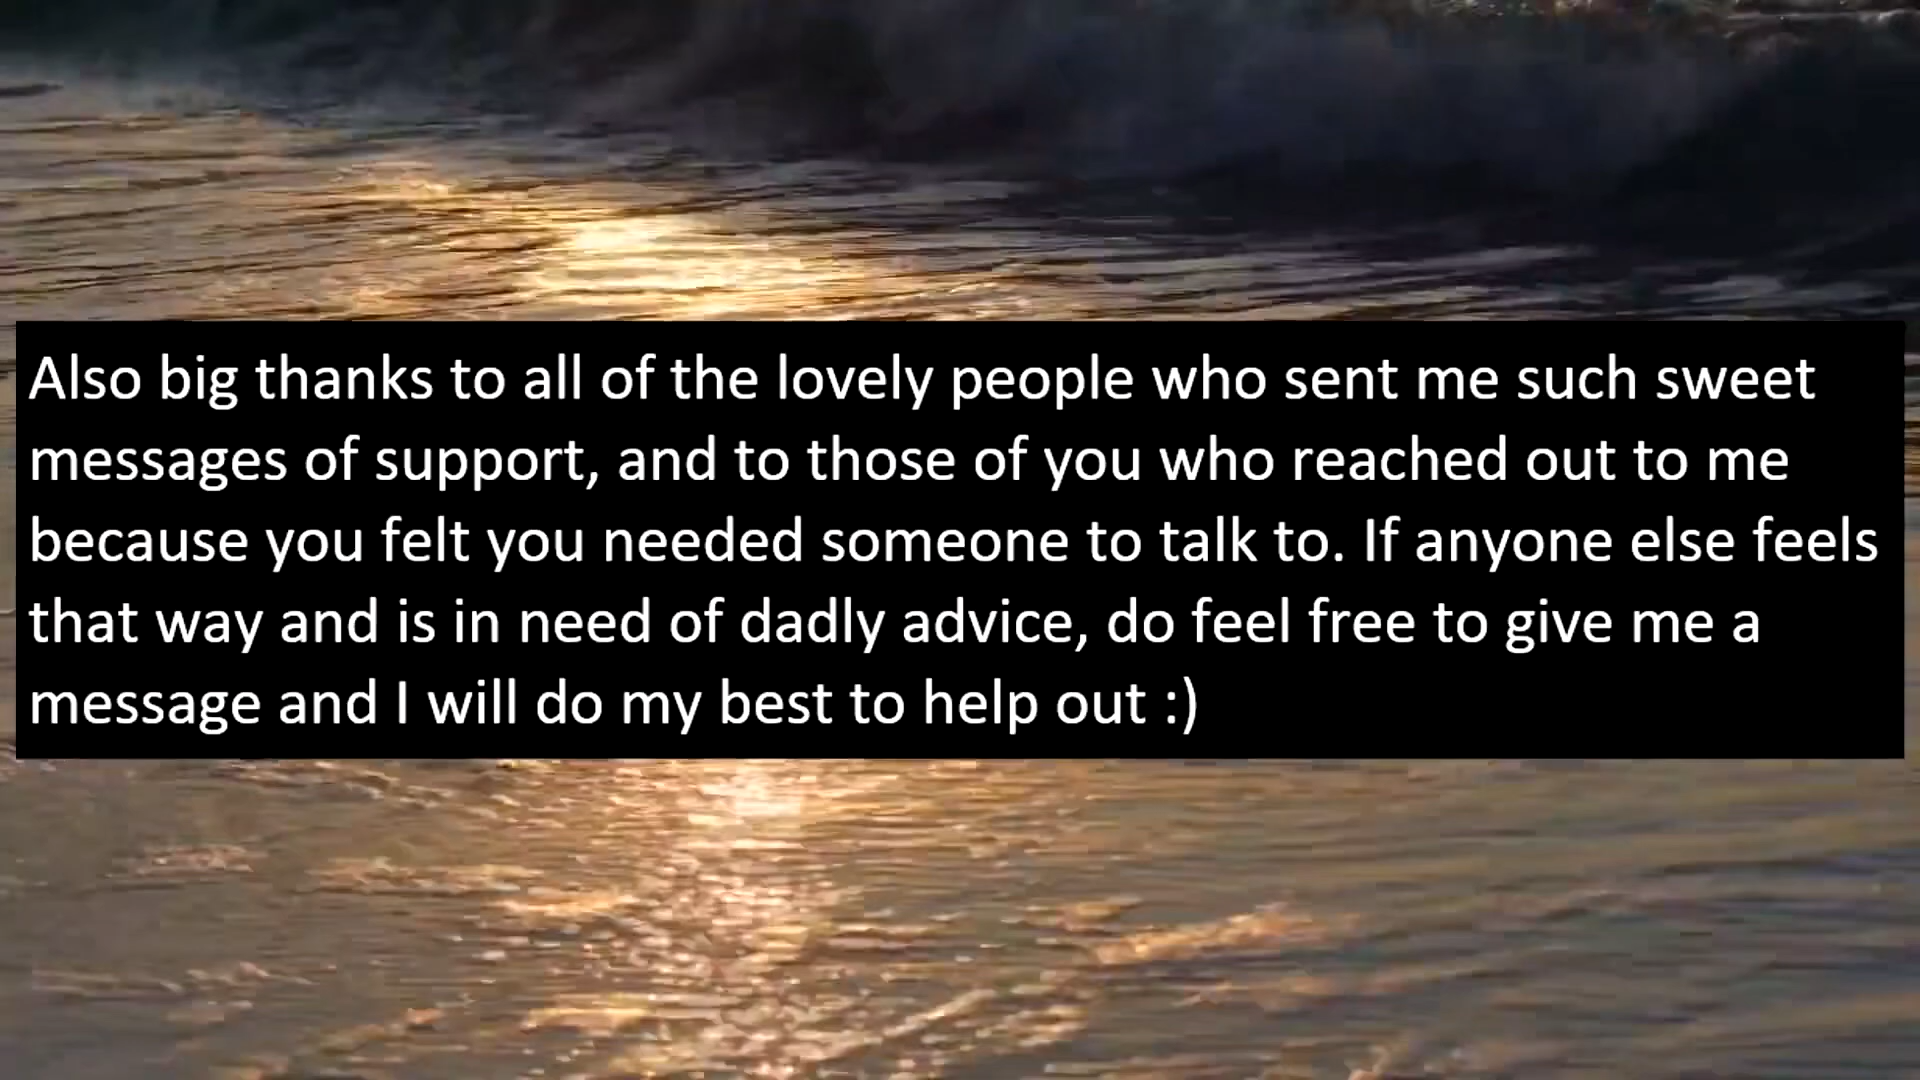 Also big thanks to all of the lovely people who sent me such sweet
messages of support, and to those of you who reached out to me
because you felt you needed someone to talk to. If anyone else feels
that way and is in need of dadly advice, do feel free to give me a
message and I will do my best to help out :)